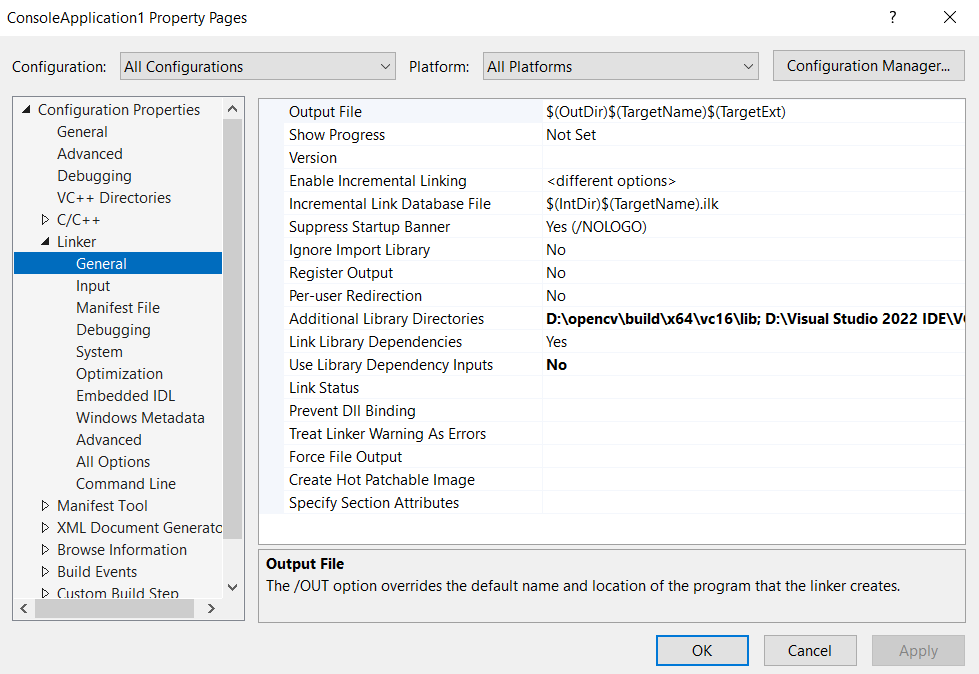 ConsoleApplication1 Property Pages
?
Configuration: All Configurations Platform: All Platforms Configuration Manager...
Configuration Properties
General
Advanced
Debugging
VC++ Directories
C/C++
Linker
General
Input
Manifest File
Debugging
System
Optimization
Embedded IDL
Windows Metadata
Advanced
All Options
Command Line
Manifest Tool
XML Document Generato
Browse Information
Build Events
Custom Build Step
Output File $(OutDir)$(TargetName)$(TargetExt)
Show Progress Not Set
Version
Enable Incremental Linking <different options>
Incremental Link Database File $(IntDir)$(TargetName).ilk
Suppress Startup Banner Yes (/NOLOGO)
Ignore Import Library No
Register Output No
Per-user Redirection No
Additional Library Directories D:\opencv\build\x64\vc16\lib; D:\Visual Studio 2022 IDE\V
Link Library Dependencies Yes
Use Library Dependency Inputs No
Link Status
Prevent Dll Binding
Treat Linker Warning As Errors
Force File Output
Create Hot Patchable Image
Specify Section Attributes
Output File
The /OUT option overrides the default name and location of the program that the linker creates.
OK Cancel Apply